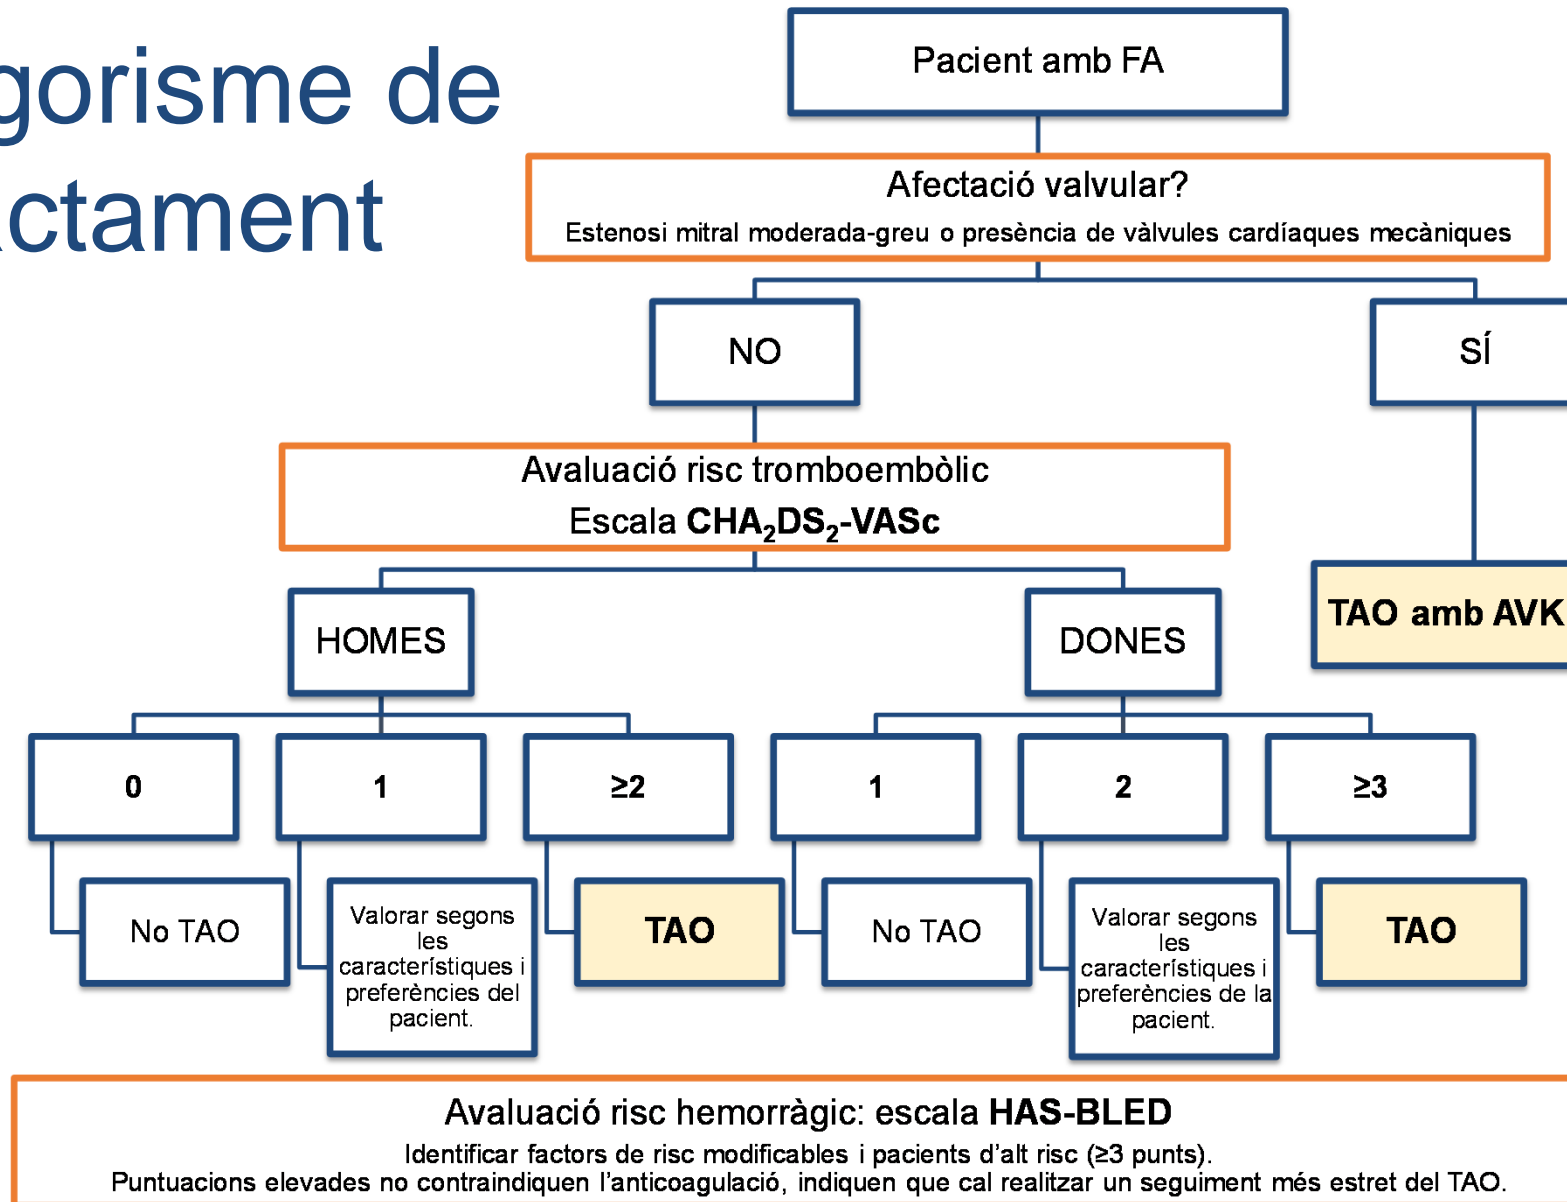 gorisme de
actament
Pacient amb FA
Afectació valvular?
Estenosi mitral moderada-greu o presència de vàlvules cardíaques mecàniques
NO
SÍ
Avaluació risc tromboembòlic
Escala CHA₂DS₂-VASc
TAO amb AVK
HOMES
DONES
0
1
≥2
1
2
≥3
No TAO
Valorar segons
les
característiques i
preferències del
pacient.
TAO
No TAO
Valorar segons
les
característiques i
preferències de la
pacient.
TAO
Avaluació risc hemorràgic: escala HAS-BLED
Identificar factors de risc modificables i pacients d'alt risc (≥3 punts).
Puntuacions elevades no contraindiquen l'anticoagulació, indiquen que cal realitzar un seguiment més estret del TAO.